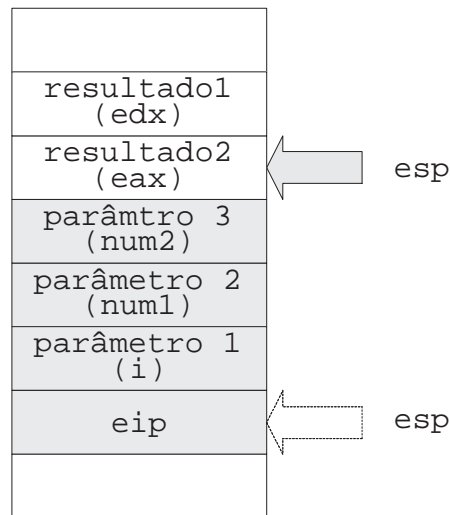 resultado1
(edx)
resultado2
(eax)
esp
parâmtro 3
(num2)
parâmetro 2
(num1)
parâmetro 1
(i)
eip
esp